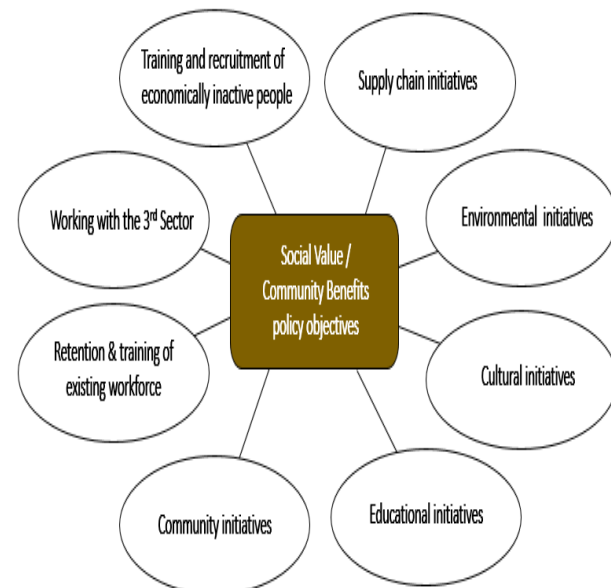 Training and recruitment of
economically inactive people
Supply chain initiatives
Working with the 3rd Sector
Environmental initiatives
Social Value /
Community Benefits
policy objectives
Retention & training of
existing workforce
Cultural initiatives
Community initiatives
Educational initiatives